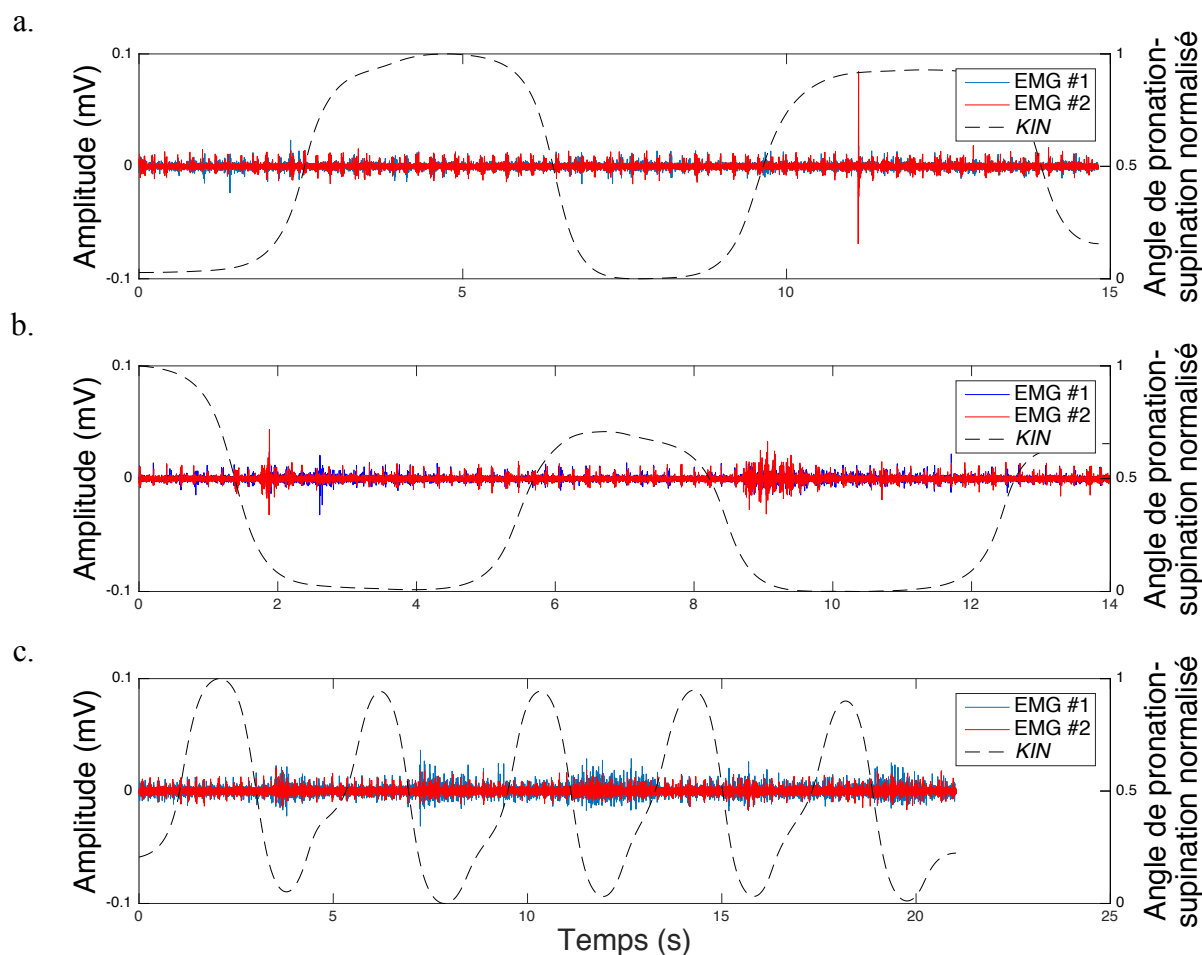 a.
Amplitude (mV)
0.1
0
-0.1
0
5
10
15
1
0.5
0
EMG #1
EMG #2
KIN
Angle de pronation-
supination normalisé
b.
Amplitude (mV)
0.1
0
-0.1
0
2
4
6
8
10
12
14
1
0.5
0
EMG #1
EMG #2
KIN
Angle de pronation-
supination normalisé
c.
Amplitude (mV)
0.1
0
-0.1
0
5
10
15
20
25
1
0.5
0
EMG #1
EMG #2
KIN
Angle de pronation-
supination normalisé
Temps (s)